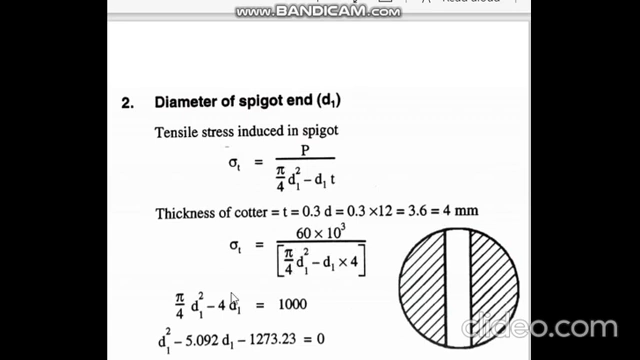 Read aloud
WWW.BANDICAM.COM
2. Diameter of spigot end (d₁)
Tensile stress induced in spigot
σₜ = P / (π/4 d₁² – d₁ t)
Thickness of cotter = t = 0.3 d = 0.3 ×12 = 3.6 = 4 mm
σₜ = 60 × 10³ / [π/4 d₁² – d₁ × 4]
π/4 d₁² – 4 d₁ = 1000
d₁² – 5.092 d₁ – 1273.23 = 0
clideo.com